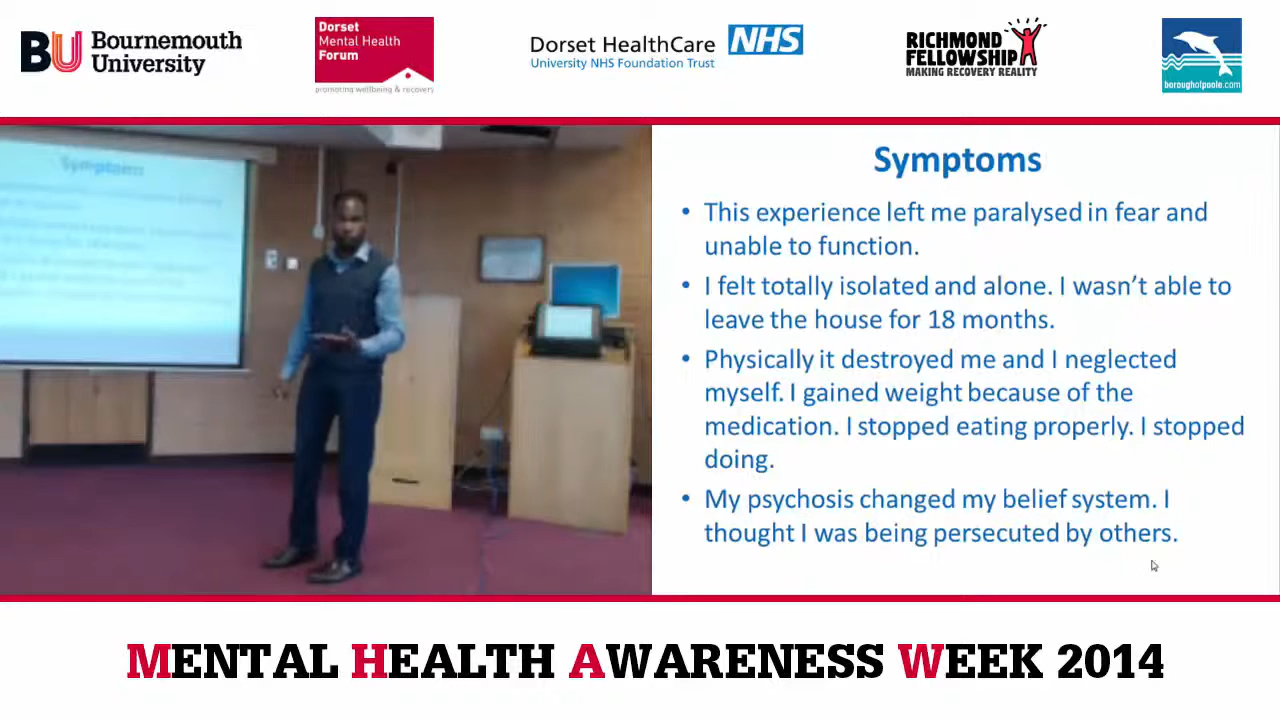 BU Bournemouth
University
Dorset
Mental Health
Forum
promoting wellbeing & recovery
Dorset HealthCare NHS
University NHS Foundation Trust
RICHMOND
FELLOWSHIP
MAKING RECOVERY REALITY
boroughofpoole.com
Symptoms
Symptoms
• This experience left me paralysed in fear and
unable to function.
• I felt totally isolated and alone. I wasn’t able to
leave the house for 18 months.
• Physically it destroyed me and I neglected
myself. I gained weight because of the
medication. I stopped eating properly. I stopped
doing.
• My psychosis changed my belief system. I
thought I was being persecuted by others.
MENTAL HEALTH AWARENESS WEEK 2014